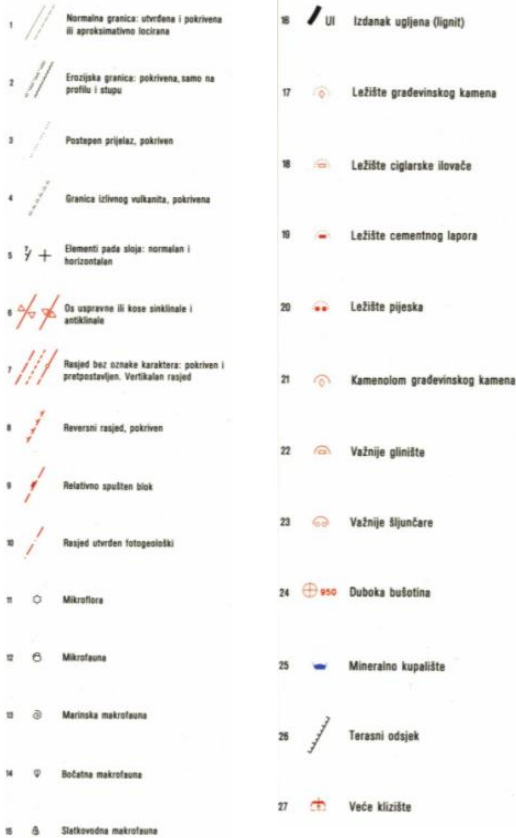 1 Normalna granica: utvrđena i pokrivena
ili aproksimativno locirana
2 Erozijska granica: pokrivena, samo na
profilu i stupu
3 Postepen prijelaz, pokriven
4 Granica izlivnog vulkanita, pokrivena
5 7 Elementi pada sloja: normalan i
horizontalan
6 Os uspravne ili kose sinklinale i
antiklinale
7 Rasjed bez oznake karaktera: pokriven i
pretpostavljen. Vertikalan rasjed
8 Reversni rasjed, pokriven
9 Relativno spušten blok
10 Rasjed utvrđen fotogeološki
11 Mikroflora
12 Mikrofauna
13 Marinska makrofauna
14 Bočatna makrofauna
15 Slatkovodna makrofauna
16 Ul Izdanak ugljena (lignit)
17 Ležište građevinskog kamena
18 Ležište ciglarske ilovače
19 Ležište cementnog lapora
20 Ležište pijeska
21 Kamenolom građevinskog kamena
22 Važnije glinište
23 Važnije šljunčare
24 950 Duboka bušotina
25 Mineralno kupalište
26 Terasni odsjek
27 Veće klizište